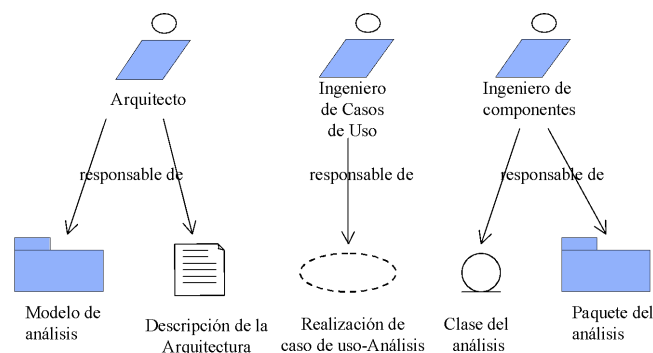 Arquitecto
Ingeniero
de Casos
de Uso
Ingeniero de
componentes
responsable de
responsable de
responsable de
Modelo de
análisis
Descripción de la
Arquitectura
Realización de
caso de uso-Análisis
Clase del
análisis
Paquete del
análisis